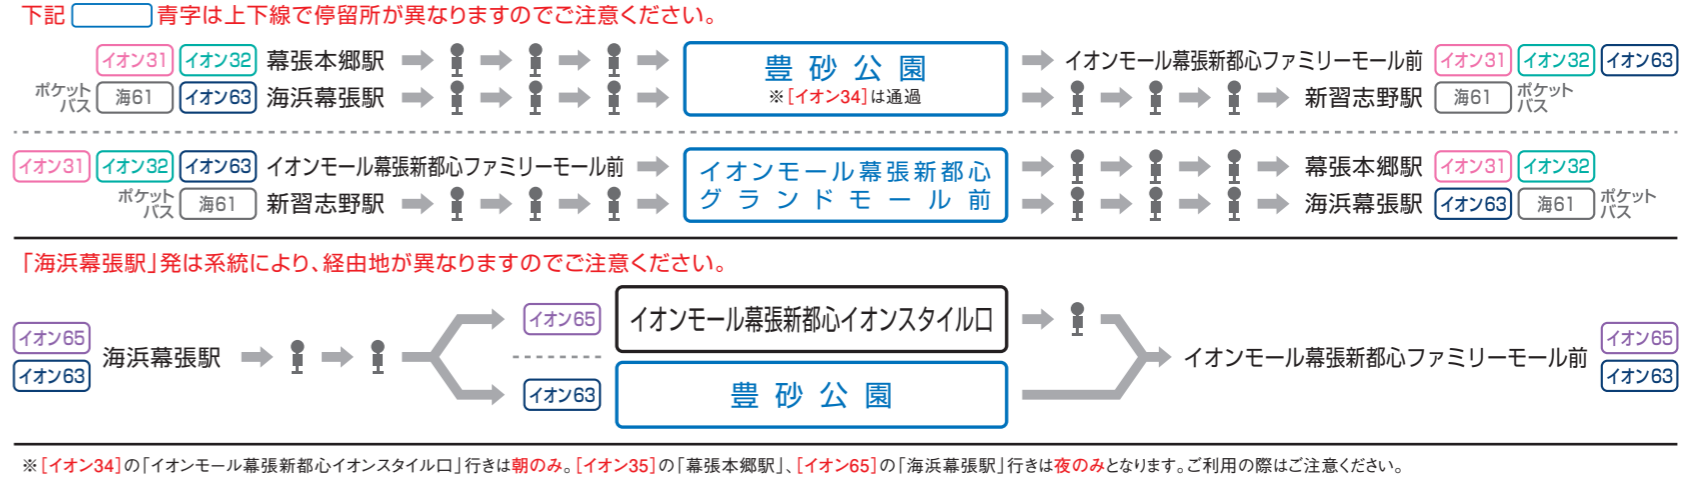 下記 青字は上下線で停留所が異なりますのでご注意ください。
イオン31 イオン32 幕張本郷駅
ポケットバス 海61 イオン63 海浜幕張駅
豊砂公園
※[イオン34]は通過
イオンモール幕張新都心ファミリーモール前 イオン31 イオン32 イオン63
新習志野駅 海61 ポケットバス
イオン31 イオン32 イオン63 イオンモール幕張新都心ファミリーモール前
ポケットバス 海61 新習志野駅
イオンモール幕張新都心
グランドモール前
幕張本郷駅 イオン31 イオン32
海浜幕張駅 イオン63 海61 ポケットバス
「海浜幕張駅」発は系統により、経由地が異なりますのでご注意ください。
イオン65
イオン63
海浜幕張駅
イオン65 イオンモール幕張新都心イオンスタイル口
イオン63 豊砂公園
イオンモール幕張新都心ファミリーモール前
イオン65
イオン63
※[イオン34]の「イオンモール幕張新都心イオンスタイル口」行きは朝のみ。[イオン35]の「幕張本郷駅」、[イオン65]の「海浜幕張駅」行きは夜のみとなります。ご利用の際はご注意ください。